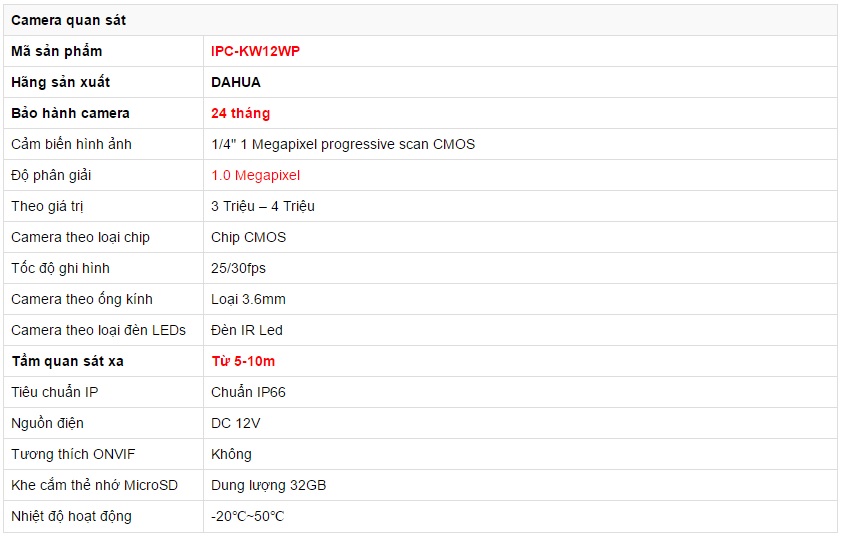 Camera quan sát
Mã sản phẩm IPC-KW12WP
Hãng sản xuất DAHUA
Bảo hành camera 24 tháng
Cảm biến hình ảnh 1/4" 1 Megapixel progressive scan CMOS
Độ phân giải 1.0 Megapixel
Theo giá trị 3 Triệu – 4 Triệu
Camera theo loại chip Chip CMOS
Tốc độ ghi hình 25/30fps
Camera theo ống kính Loại 3.6mm
Camera theo loại đèn LEDs Đèn IR Led
Tầm quan sát xa Từ 5-10m
Tiêu chuẩn IP Chuẩn IP66
Nguồn điện DC 12V
Tương thích ONVIF Không
Khe cắm thẻ nhớ MicroSD Dung lượng 32GB
Nhiệt độ hoạt động -20℃~50℃